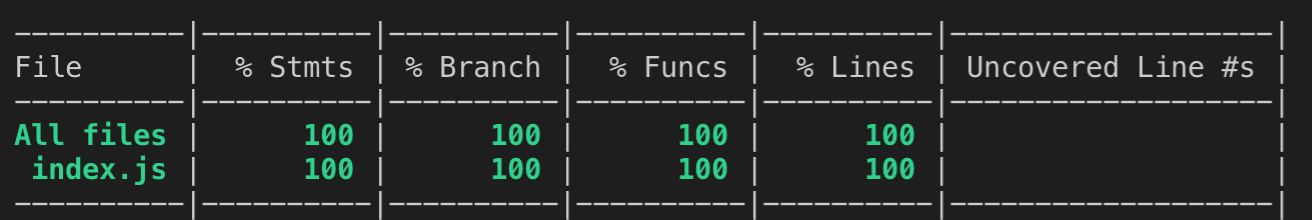 ----------|----------|----------|----------|----------|-------------------|
File      |  % Stmts | % Branch |  % Funcs |  % Lines | Uncovered Line #s |
----------|----------|----------|----------|----------|-------------------|
All files |      100 |      100 |      100 |      100 |                   |
 index.js |      100 |      100 |      100 |      100 |                   |
----------|----------|----------|----------|----------|-------------------|